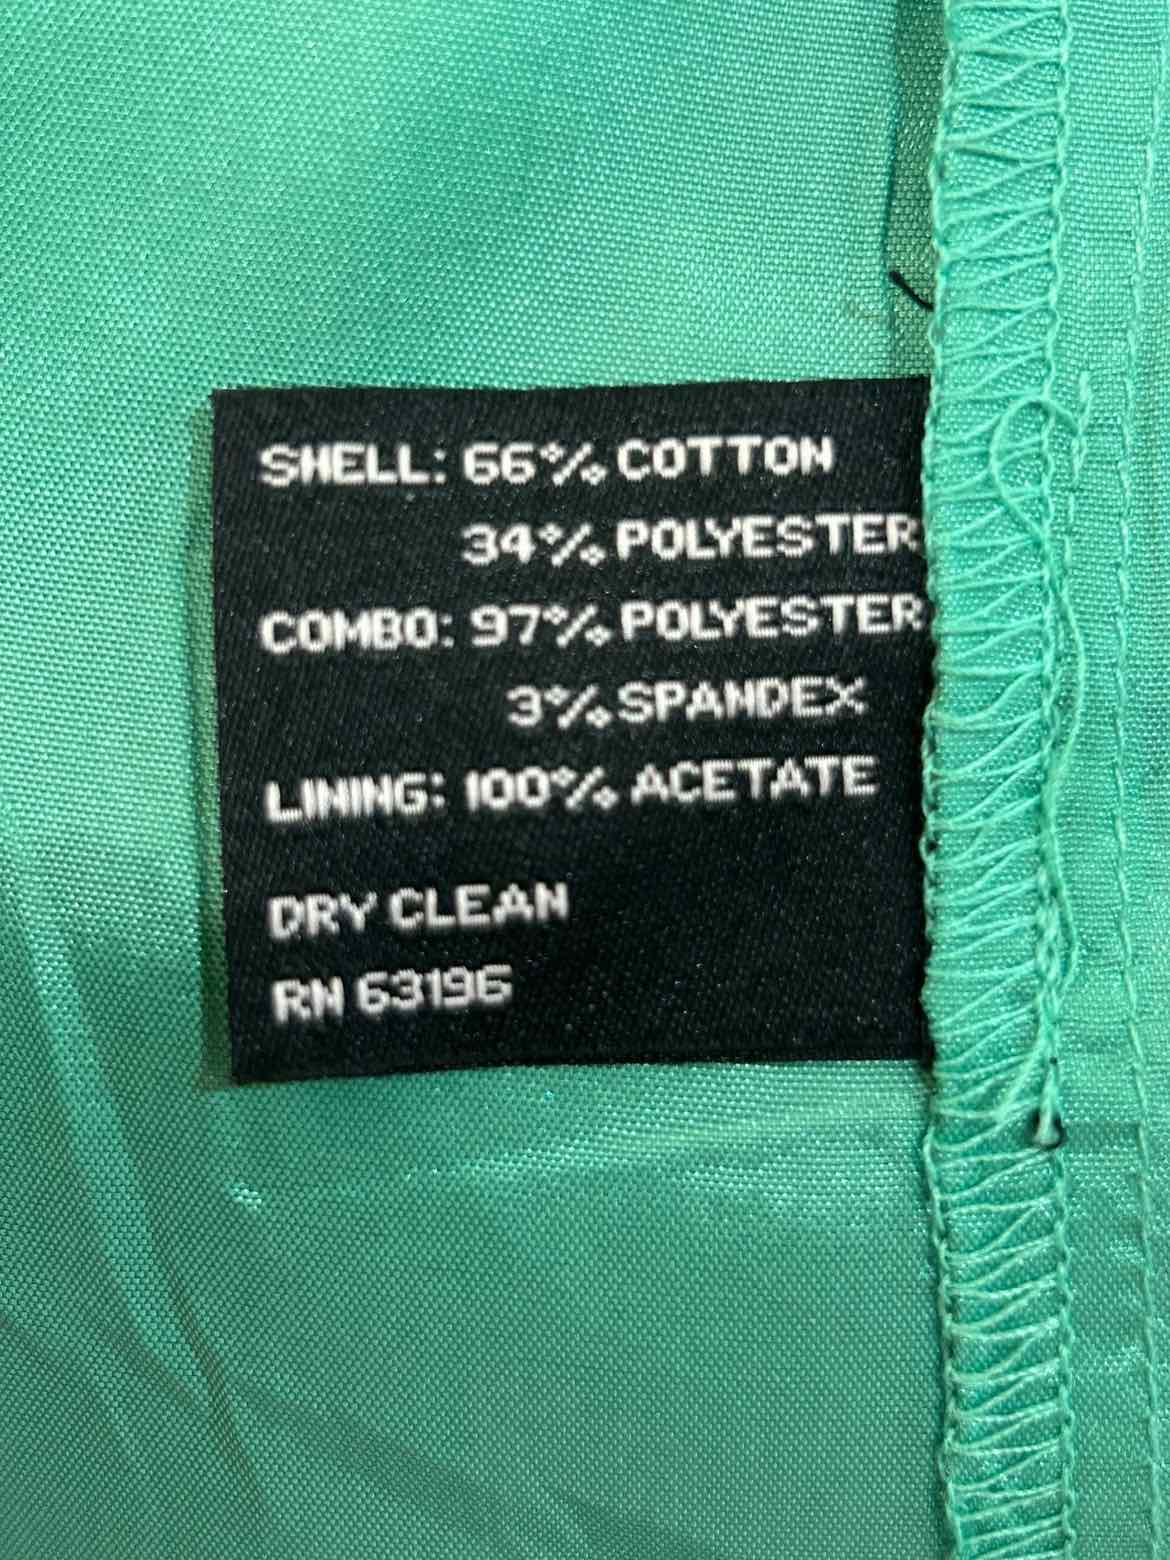 SHELL: 66% COTTON
34% POLYESTER
COMBO: 97% POLYESTER
3% SPANDEX
LINING: 100% ACETATE
DRY CLEAN
RN 63196